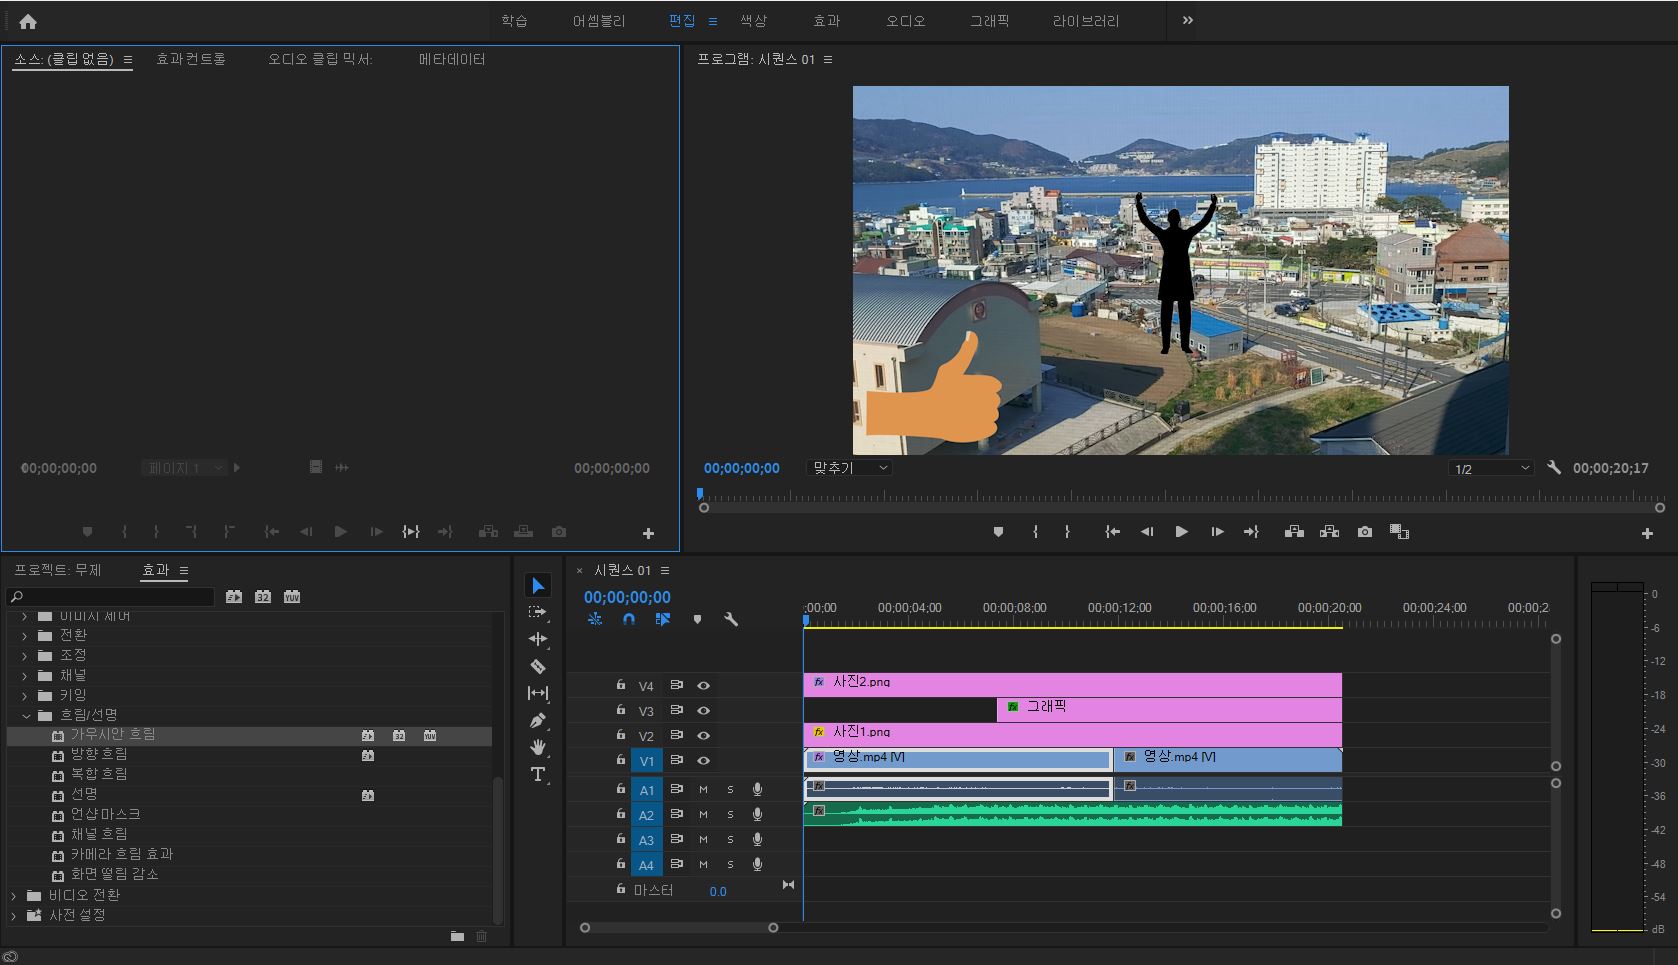 학습 어셈블리 편집 색상 효과 오디오 그래픽 라이브러리
소스: (클립 없음) 효과 컨트롤 오디오 클립 믹서: 메타데이터
프로그램: 시퀀스 01
00;00;00;00 페이지 1 00;00;00;00
00;00;00;00 맞추기 1/2 00;00;20;17
프로젝트: 무제 효과
32 YUV
이미지 제어
전환
조정
채널
키잉
흐림/선명
가우시안 흐림 32 YUV
방향 흐림
복합 흐림
선명
언샵 마스크
채널 흐림
카메라 흐림 효과
화면 떨림 감소
비디오 전환
사전 설정
T
시퀀스 01
00;00;00;00
:00;00 00;00;04;00 00;00;08;00 00;00;12;00 00;00;16;00 00;00;20;00 00;00;24;00 00;00;2
V4 fx 사진2.png
V3 fx 그래픽
V2 fx 사진1.png
V1 fx 영상.mp4 [V] fx 영상.mp4 [V]
A1 M S fx fx
A2 M S fx
A3 M S
A4 M S
마스터 0.0
0
-6
-12
-18
-24
-30
-36
-42
-48
-54
dB